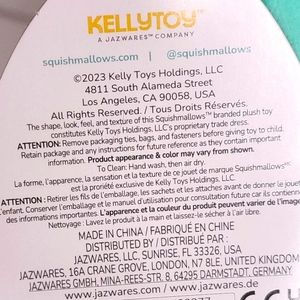 KELLYTOY™
A JAZWARES™ COMPANY
squishmallows.com | @squishmallows
©2023 Kelly Toys Holdings, LLC
4811 South Alameda Street
Los Angeles, CA 90058, USA
All Rights Reserved. / Tous Droits Réservés.
The shape, look, feel, and texture of this Squishmallows™ branded plush toy
constitutes Kelly Toys Holdings, LLC's proprietary trade dress.
ATTENTION: Remove packaging ties, bags, and fasteners before giving toy to child.
Retain package and any instructions for future reference as they contain important
information. Product appearance & color may vary from shown.
To Clean: Hand wash, then air dry.
La forme, l'apparence, la sensation et la texture de ce jouet de marque Squishmallows
est la propriété exclusive de Kelly Toys Holdings, LLC.
ATTENTION : Retirer les fils de l'emballage, les sachets et les attaches avant de donner le jouet
l'enfant. Conserver l'emballage et le manuel d'utilisation pour consultation future car ils contiennent
des informations importantes. L'apparence et la couleur du produit peuvent varier de l'image
Nettoyage : Lavez le produit à la main et laissez-le sécher à l'air libre.
MADE IN CHINA / FABRIQUÉ EN CHINE
DISTRIBUTED BY / DISTRIBUÉ PAR :
JAZWARES, LLC, SUNRISE, FL 33326, USA
JAZWARES, 16A CRANE GROVE, LONDON, N7 8LE, UNITED KINGDOM
JAZWARES GMBH, MINA-REES-STR. 8, 64295 DARMSTADT, GERMANY
www.jazwares.com / www.jazwares.de